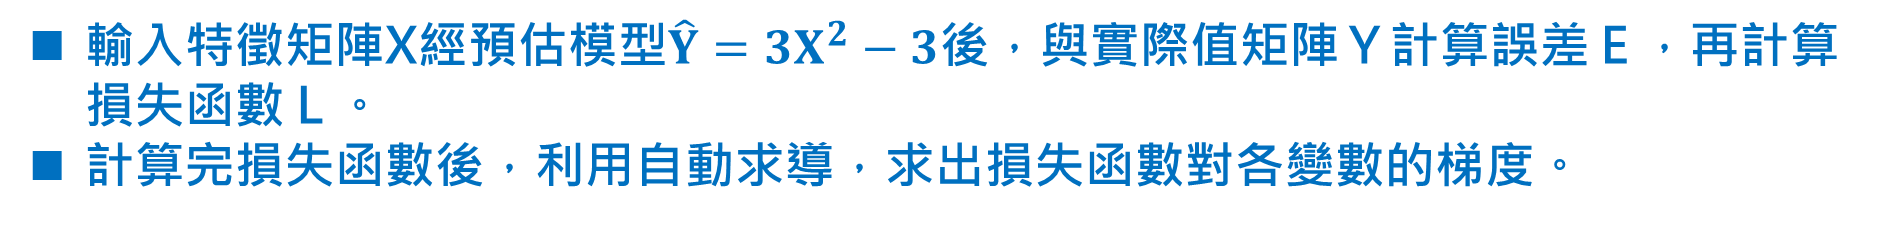 ■ 輸入特徵矩陣X經預估模型Ŷ = 3X² − 3後，與實際值矩陣Y計算誤差E，再計算
損失函數L。
■ 計算完損失函數後，利用自動求導，求出損失函數對各變數的梯度。